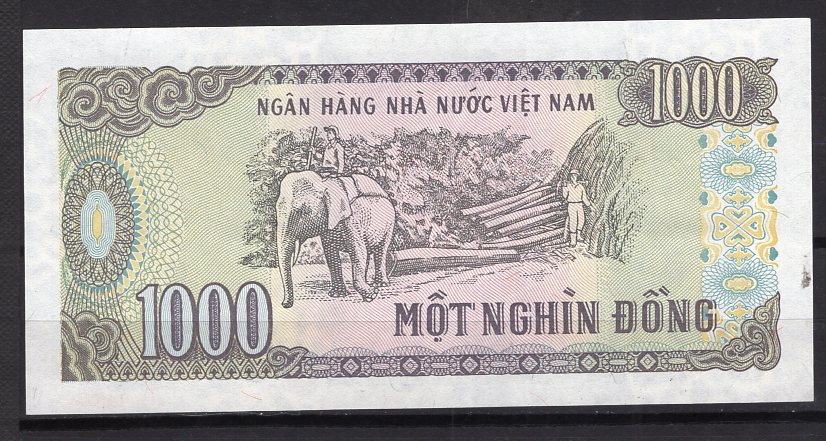 1000
NGÂN HÀNG NHÀ NƯỚC VIỆT NAM
1000
MỘT NGHÌN ĐỒNG